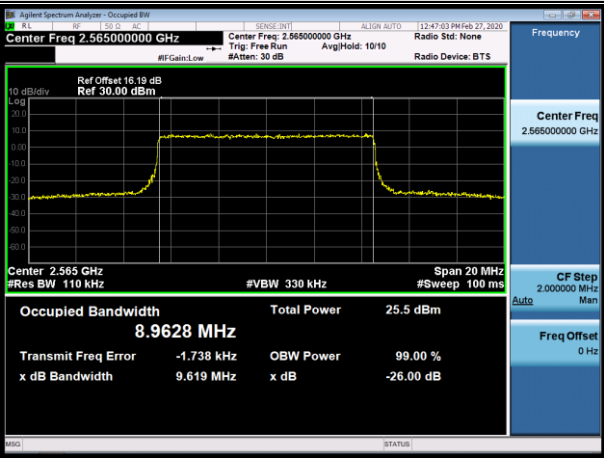 Agilent Spectrum Analyzer - Occupied BW
RL RF 50 Ω AC SENSE:INT ALIGN AUTO 12:47:03 PM Feb 27, 2020
Center Freq 2.565000000 GHz
Center Freq: 2.565000000 GHz
Radio Std: None
Trig: Free Run Avg|Hold: 10/10
#IFGain:Low
#Atten: 30 dB
Radio Device: BTS
Ref Offset 16.19 dB
10 dB/div Ref 30.00 dBm
Log
20.0
10.0
0.00
-10.0
-20.0
-30.0
-40.0
-50.0
-60.0
Center 2.565 GHz Span 20 MHz
#Res BW 110 kHz #VBW 330 kHz #Sweep 100 ms
Occupied Bandwidth Total Power 25.5 dBm
8.9628 MHz
Transmit Freq Error -1.738 kHz OBW Power 99.00 %
x dB Bandwidth 9.619 MHz x dB -26.00 dB
MSG STATUS
Frequency
Center Freq
2.565000000 GHz
CF Step
2.000000 MHz
Auto Man
Freq Offset
0 Hz